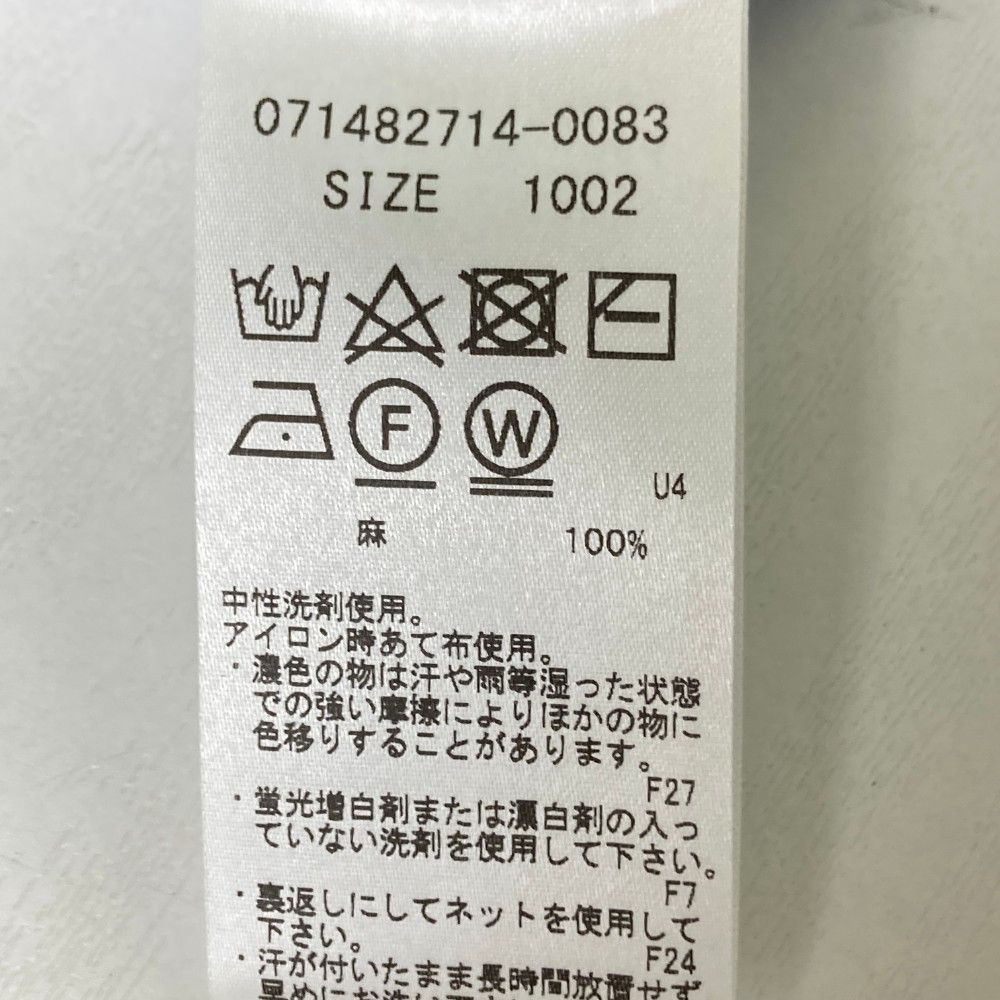 071482714-0083
SIZE 1002
F W
U4
麻 100%
中性洗剤使用。
アイロン時あて布使用。
・濃色の物は汗や雨等湿った状態
での強い摩擦によりほかの物に
色移りすることがあります。
F27
・蛍光増白剤または漂白剤の入っ
ていない洗剤を使用して下さい。
F7
・裏返しにしてネットを使用して
下さい。
F24
・汗が付いたまま長時間放置せず
早めにお洗い